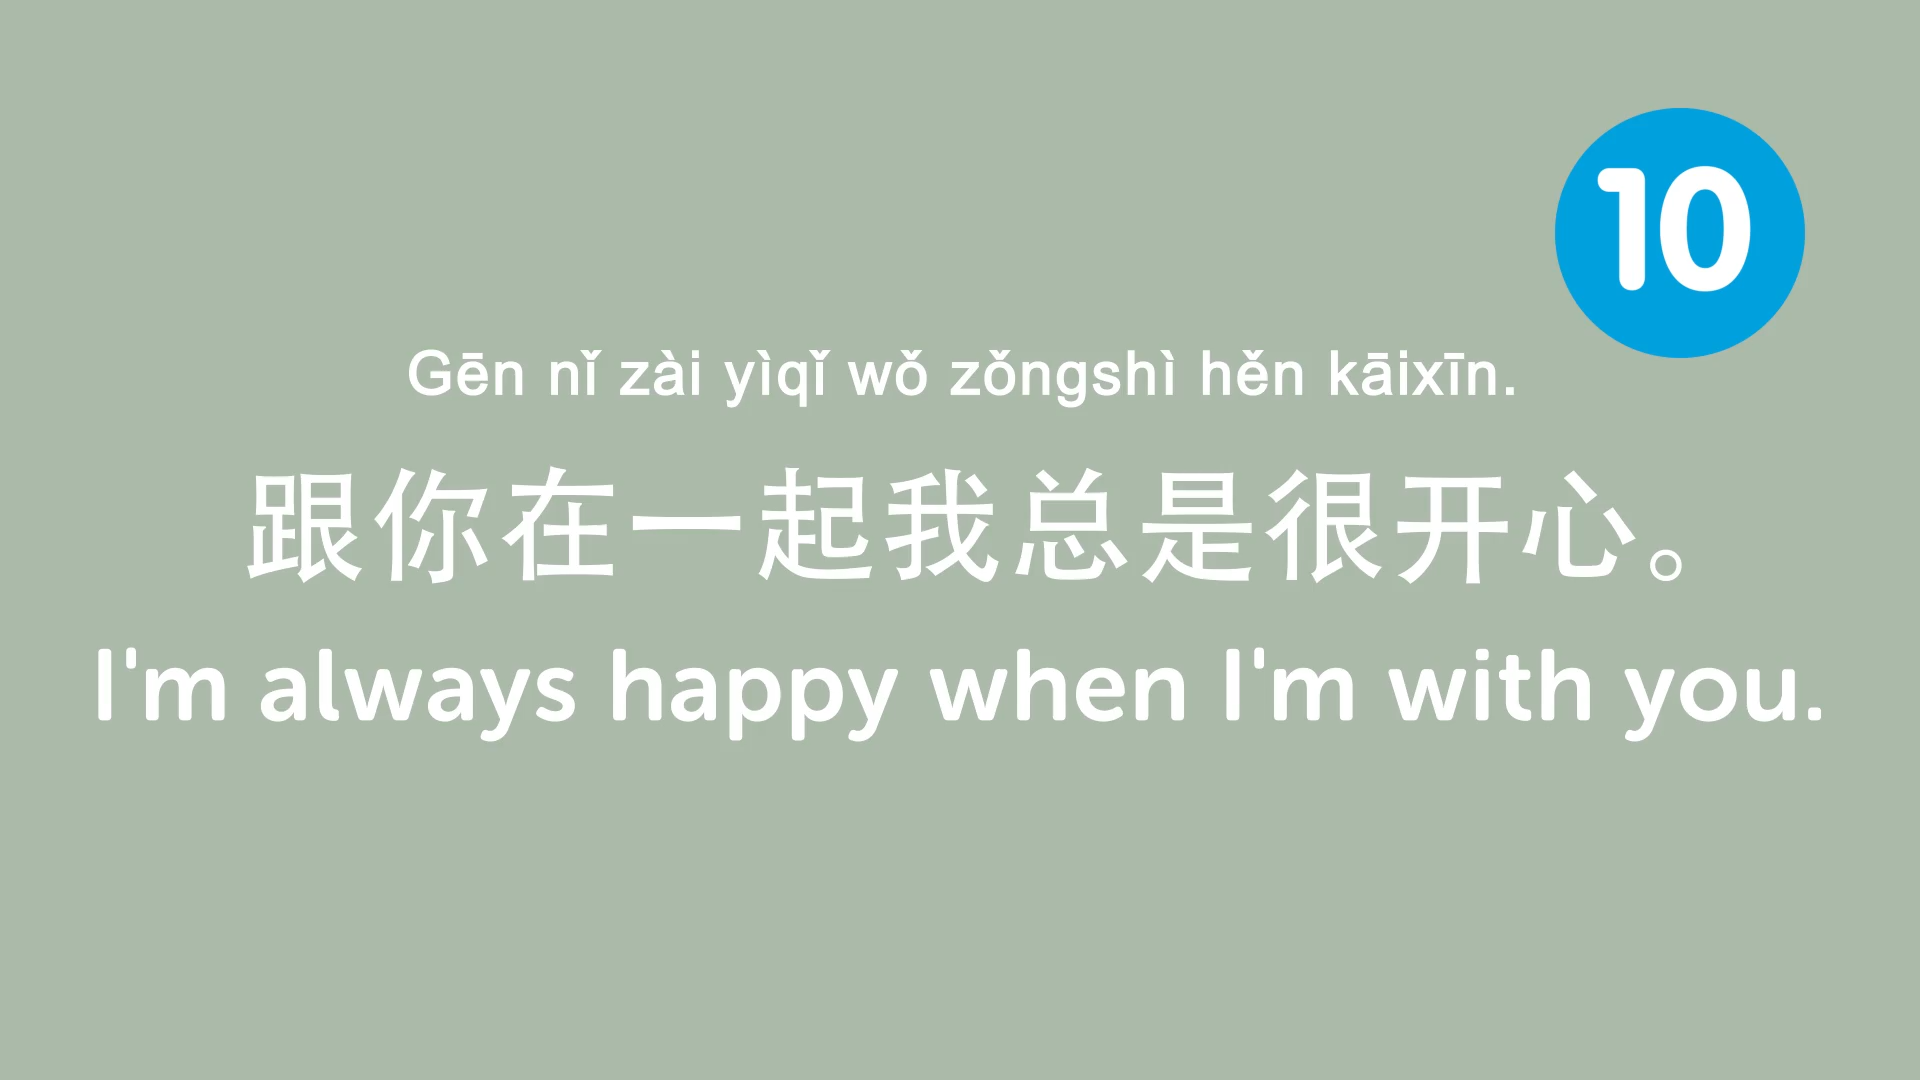 10
Gēn nǐ zài yìqǐ wǒ zǒngshì hěn kāixīn.
跟你在一起我总是很开心。
I'm always happy when I'm with you.